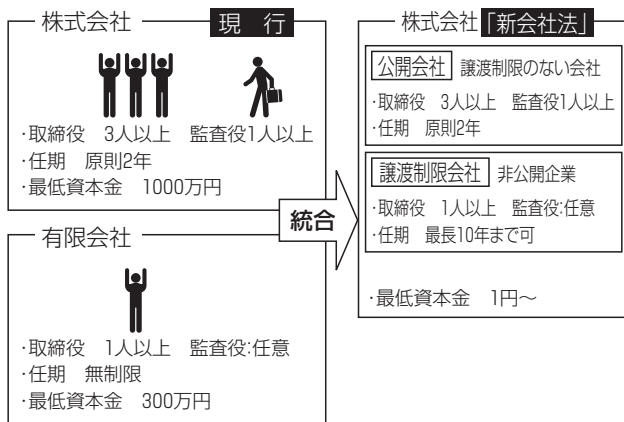 株式会社 現 行
·取締役 3人以上 監査役1人以上
·任期 原則2年
·最低資本金 1000万円
有限会社
·取締役 1人以上 監査役:任意
·任期 無制限
·最低資本金 300万円
統合
株式会社「新会社法」
公開会社 譲渡制限のない会社
·取締役 3人以上 監査役1人以上
·任期 原則2年
譲渡制限会社 非公開企業
·取締役 1人以上 監査役:任意
·任期 最長10年まで可
·最低資本金 1円〜